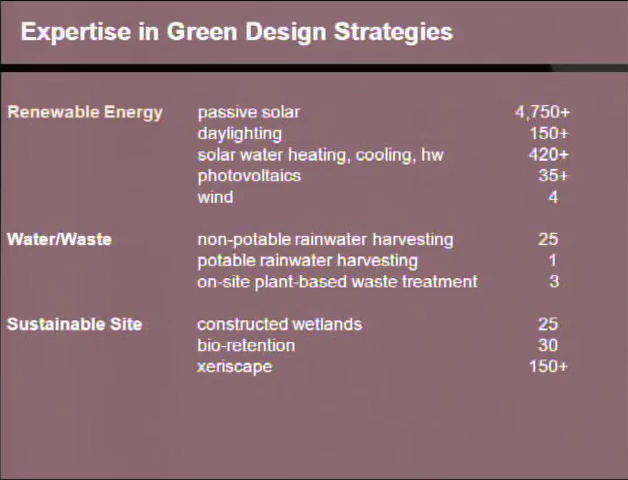 Expertise in Green Design Strategies
Renewable Energy passive solar 4,750+
daylighting 150+
solar water heating, cooling, hw 420+
photovoltaics 35+
wind 4
Water/Waste non-potable rainwater harvesting 25
potable rainwater harvesting 1
on-site plant-based waste treatment 3
Sustainable Site constructed wetlands 25
bio-retention 30
xeriscape 150+